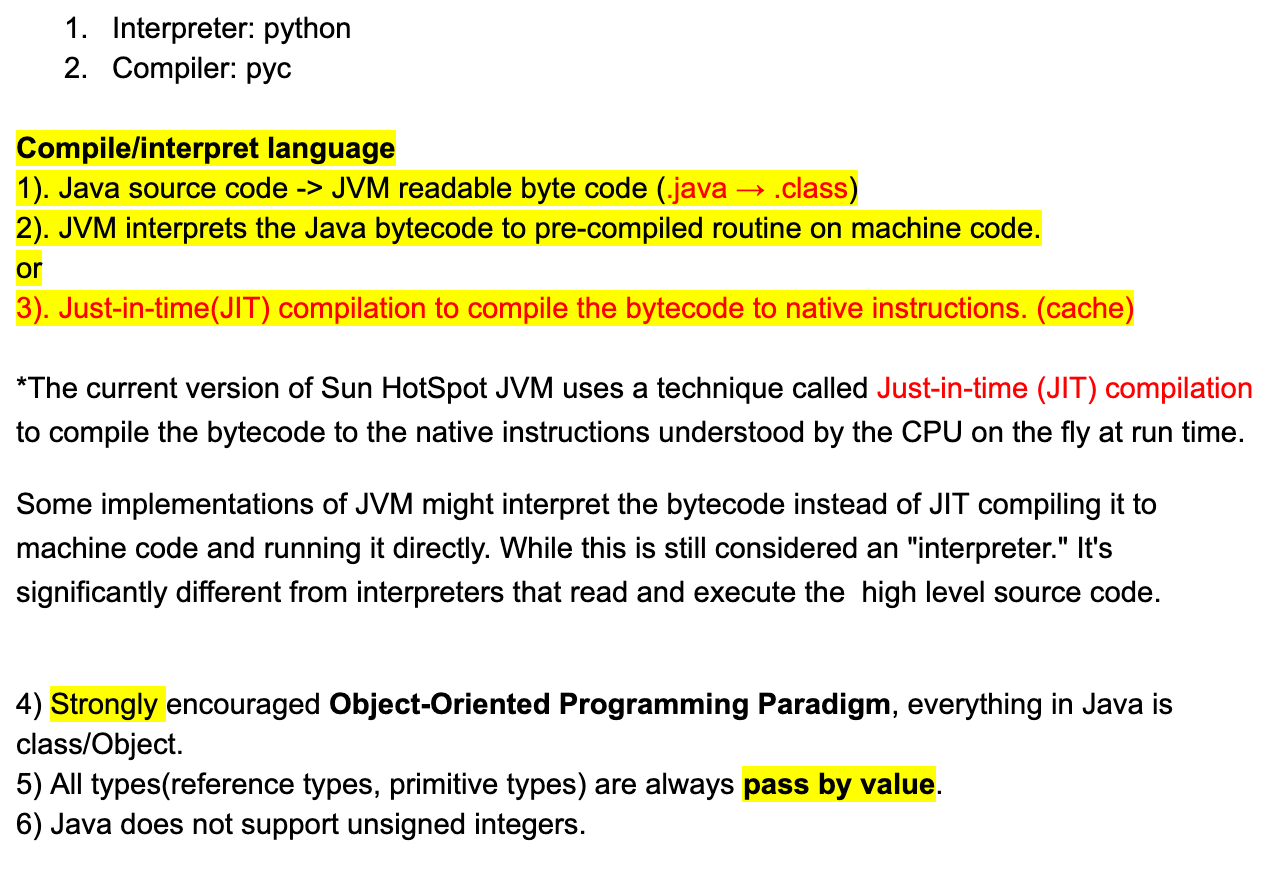 1. Interpreter: python
2. Compiler: pyc
Compile/interpret language
1). Java source code -> JVM readable byte code (.java → .class)
2). JVM interprets the Java bytecode to pre-compiled routine on machine code.
or
3). Just-in-time(JIT) compilation to compile the bytecode to native instructions. (cache)
*The current version of Sun HotSpot JVM uses a technique called Just-in-time (JIT) compilation
to compile the bytecode to the native instructions understood by the CPU on the fly at run time.
Some implementations of JVM might interpret the bytecode instead of JIT compiling it to
machine code and running it directly. While this is still considered an "interpreter." It's
significantly different from interpreters that read and execute the  high level source code.
4) Strongly encouraged Object-Oriented Programming Paradigm, everything in Java is
class/Object.
5) All types(reference types, primitive types) are always pass by value.
6) Java does not support unsigned integers.